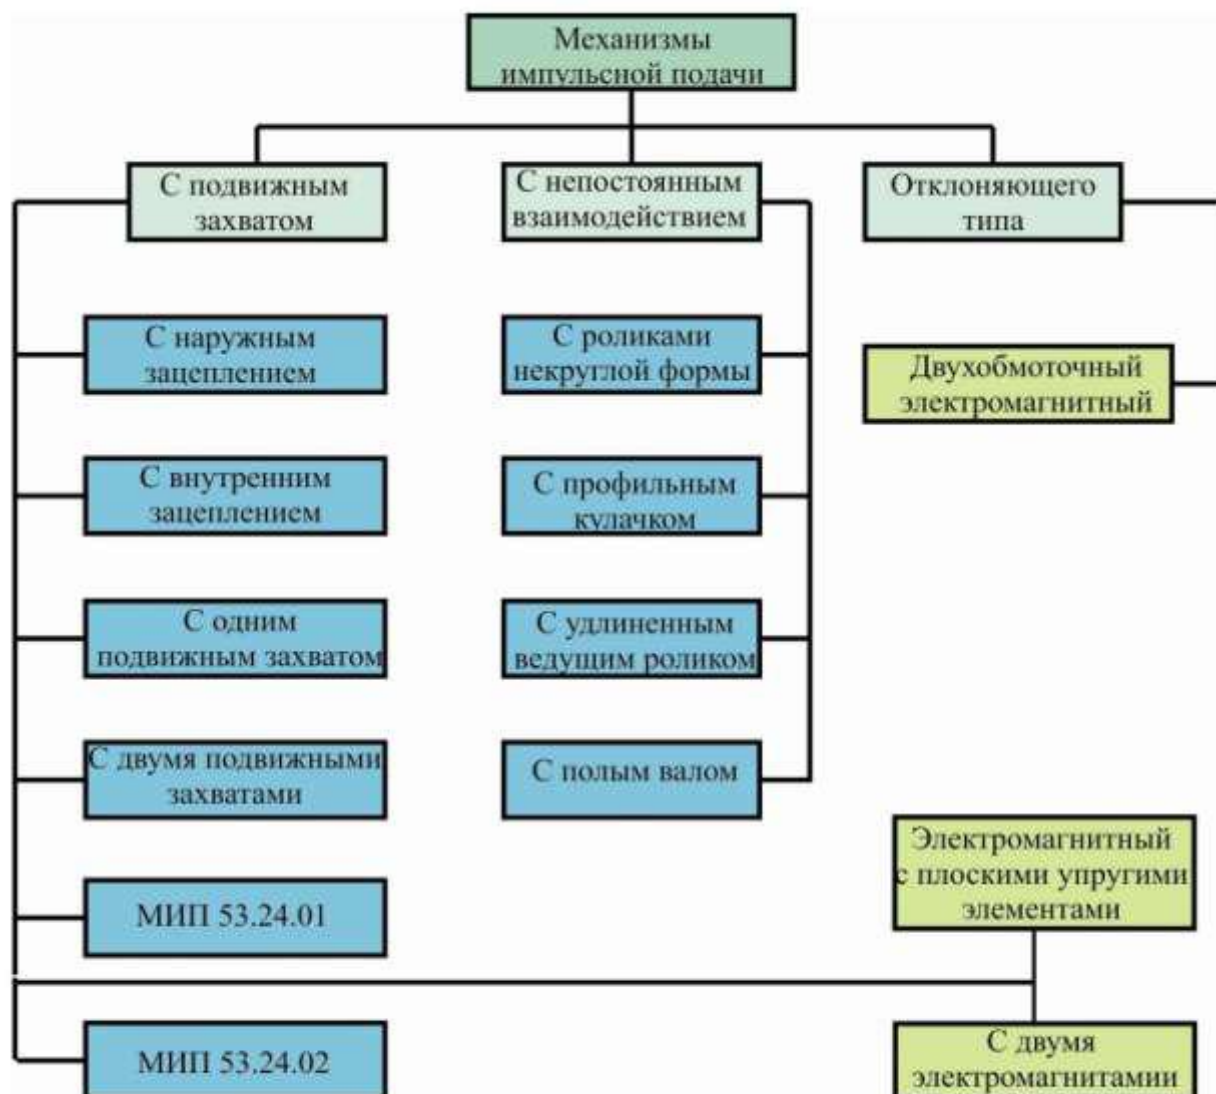 Механизмы
импульсной подачи
С подвижным
захватом
С непостоянным
взаимодействием
Отклоняющего
типа
С наружным
зацеплением
С роликами
некруглой формы
Двухобмоточный
электромагнитный
С внутренним
зацеплением
С профильным
кулачком
С одним
подвижным захватом
С удлиненным
ведущим роликом
С двумя подвижными
захватами
С полым валом
Электромагнитный
с плоскими упругими
элементами
МИП 53.24.01
МИП 53.24.02
С двумя
электромагнитамии